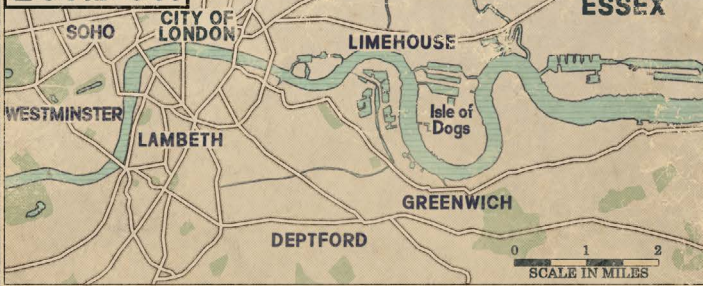 ESSEX
CITY OF
LONDON
SOHO
LIMEHOUSE
WESTMINSTER
Isle of
Dogs
LAMBETH
GREENWICH
DEPTFORD
0 1 2
SCALE IN MILES